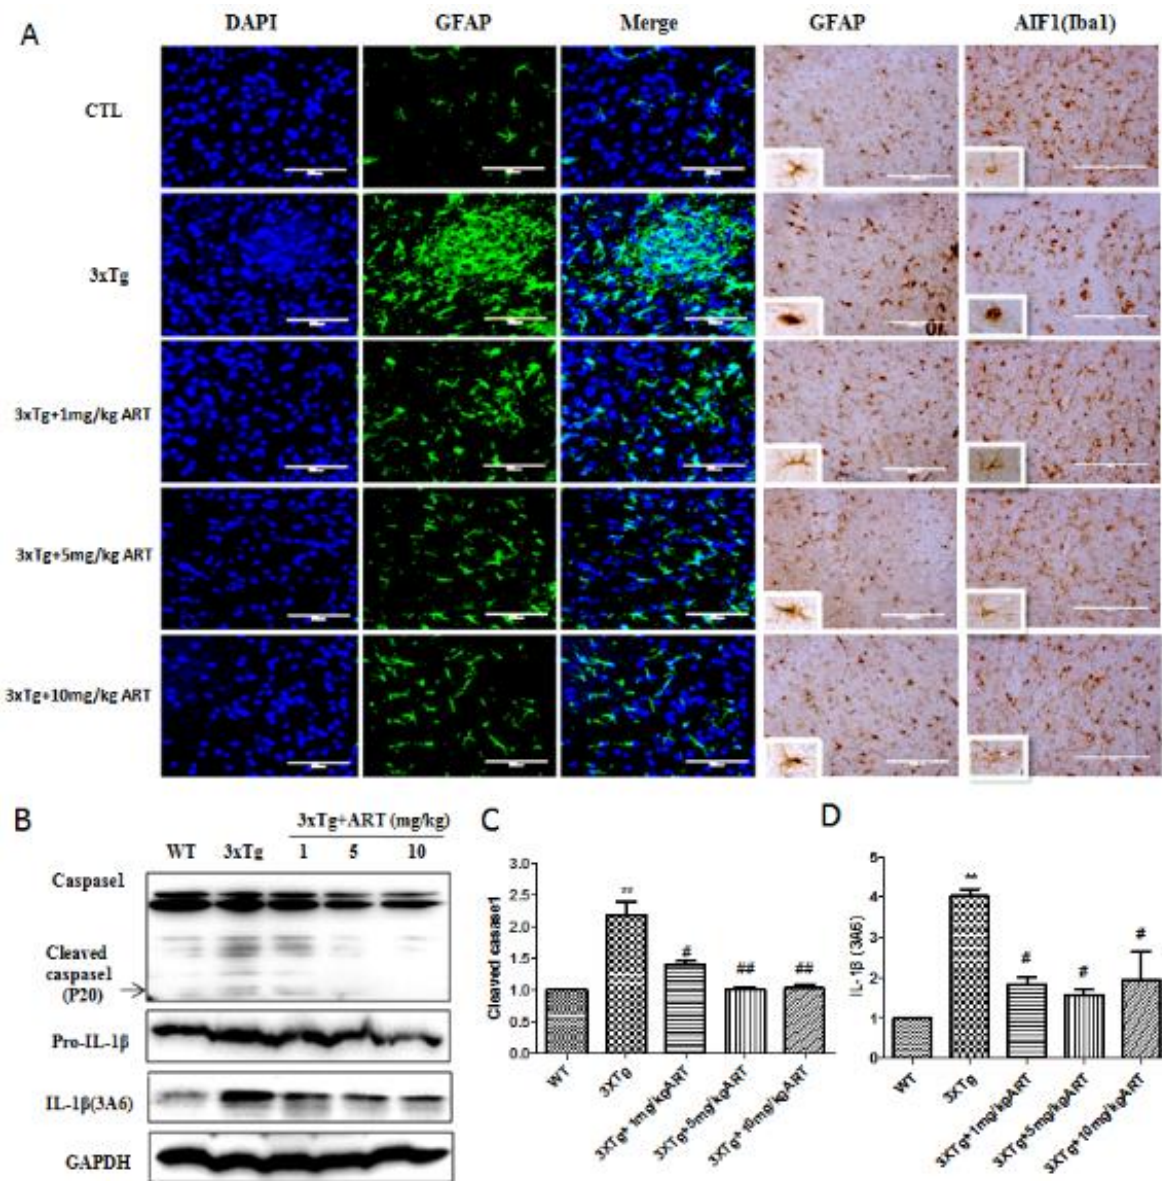 A
DAPI GFAP Merge GFAP AIF1(Iba1)
CTL
3xTg
3xTg+1mg/kg ART
3xTg+5mg/kg ART
3xTg+10mg/kg ART
B
3xTg+ART (mg/kg)
WT 3xTg 1 5 10
Caspase1
Cleaved
caspase1
(P20)
Pro-IL-1β
IL-1β(3A6)
GAPDH
C
Cleaved casase1
3.0
2.5
2.0
1.5
1.0
0.5
0.0
**
#
##
##
WT
3XTg
3XTg+1mg/kgART
3XTg+5mg/kgART
3XTg+10mg/kgART
D
IL-1β (3A6)
5
4
3
2
1
0
**
#
#
#
WT
3XTg
3XTg+1mg/kgART
3XTg+5mg/kgART
3XTg+10mg/kgART